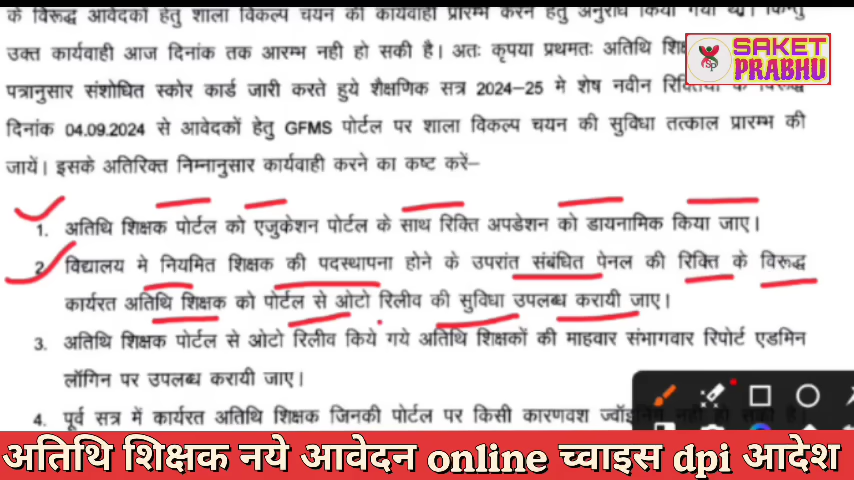 के विरूद्ध आवेदकों हेतु शाला विकल्प चयन की कार्यवाही प्रारम्भ करने हेतु अनुरोध किया गया था। किन्तु
उक्त कार्यवाही आज दिनांक तक आरम्भ नही हो सकी है। अतः कृपया प्रथमतः अतिथि
पत्रानुसार संशोधित स्कोर कार्ड जारी करते हुये शैक्षणिक सत्र 2024-25 मे शेष नवीन के विरूद्ध
दिनांक 04.09.2024 से आवेदकों हेतु GFMS पोर्टल पर शाला विकल्प चयन की सुविधा तत्काल प्रारम्भ की
जायें। इसके अतिरिक्त निम्नानुसार कार्यवाही करने का कष्ट करें–
SAKET
PRABHU
SP
1. अतिथि शिक्षक पोर्टल को एजुकेशन पोर्टल के साथ रिक्ति अपडेशन को डायनामिक किया जाए।
2. विद्यालय मे नियमित शिक्षक की पदस्थापना होने के उपरांत संबंधित पेनल की रिक्ति के विरूद्ध
कार्यरत अतिथि शिक्षक को पोर्टल से ओटो रिलीव की सुविधा उपलब्ध करायी जाए।
3. अतिथि शिक्षक पोर्टल से ओटो रिलीव किये गये अतिथि शिक्षकों की माहवार संभागवार रिपोर्ट एडमिन
लॉगिन पर उपलब्ध करायी जाए।
4. पूर्व सत्र में कार्यरत अतिथि शिक्षक जिनकी पोर्टल पर किसी कारणवश ज्वॉइनिंग नही हो सकी है।
अतिथि शिक्षक नये आवेदन online च्वाइस dpi आदेश